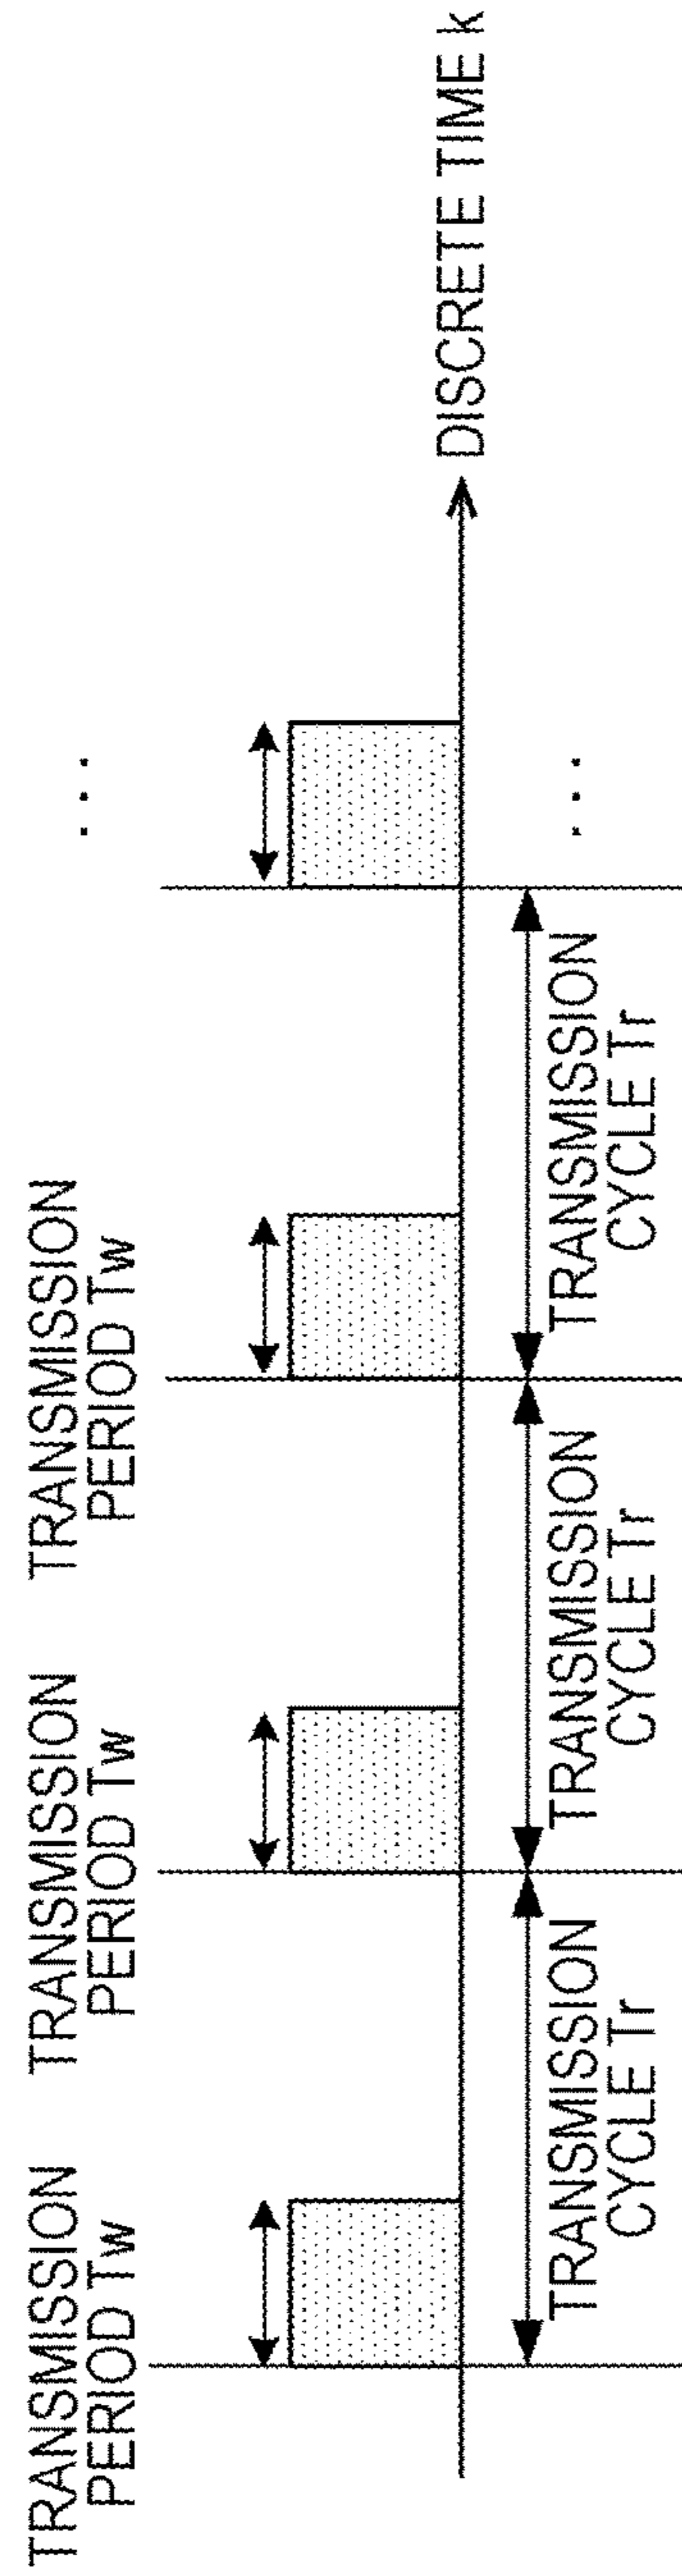 TRANSMISSION
PERIOD Tw
TRANSMISSION
PERIOD Tw
TRANSMISSION
PERIOD Tw
. . .
DISCRETE TIME k
TRANSMISSION
CYCLE Tr
TRANSMISSION
CYCLE Tr
TRANSMISSION
CYCLE Tr
. . .